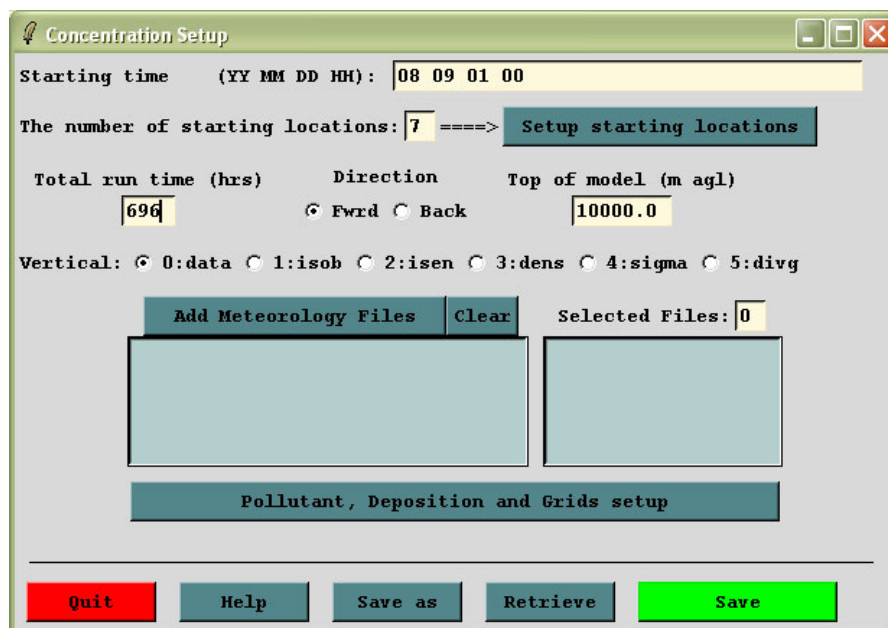 Concentration Setup
Starting time (YY MM DD HH): 08 09 01 00
The number of starting locations: 7 ====> Setup starting locations
Total run time (hrs) Direction Top of model (m agl)
696 Fwrd Back 10000.0
Vertical: 0:data 1:isob 2:isen 3:dens 4:sigma 5:divg
Add Meteorology Files Clear Selected Files: 0
Pollutant, Deposition and Grids setup
Quit Help Save as Retrieve Save